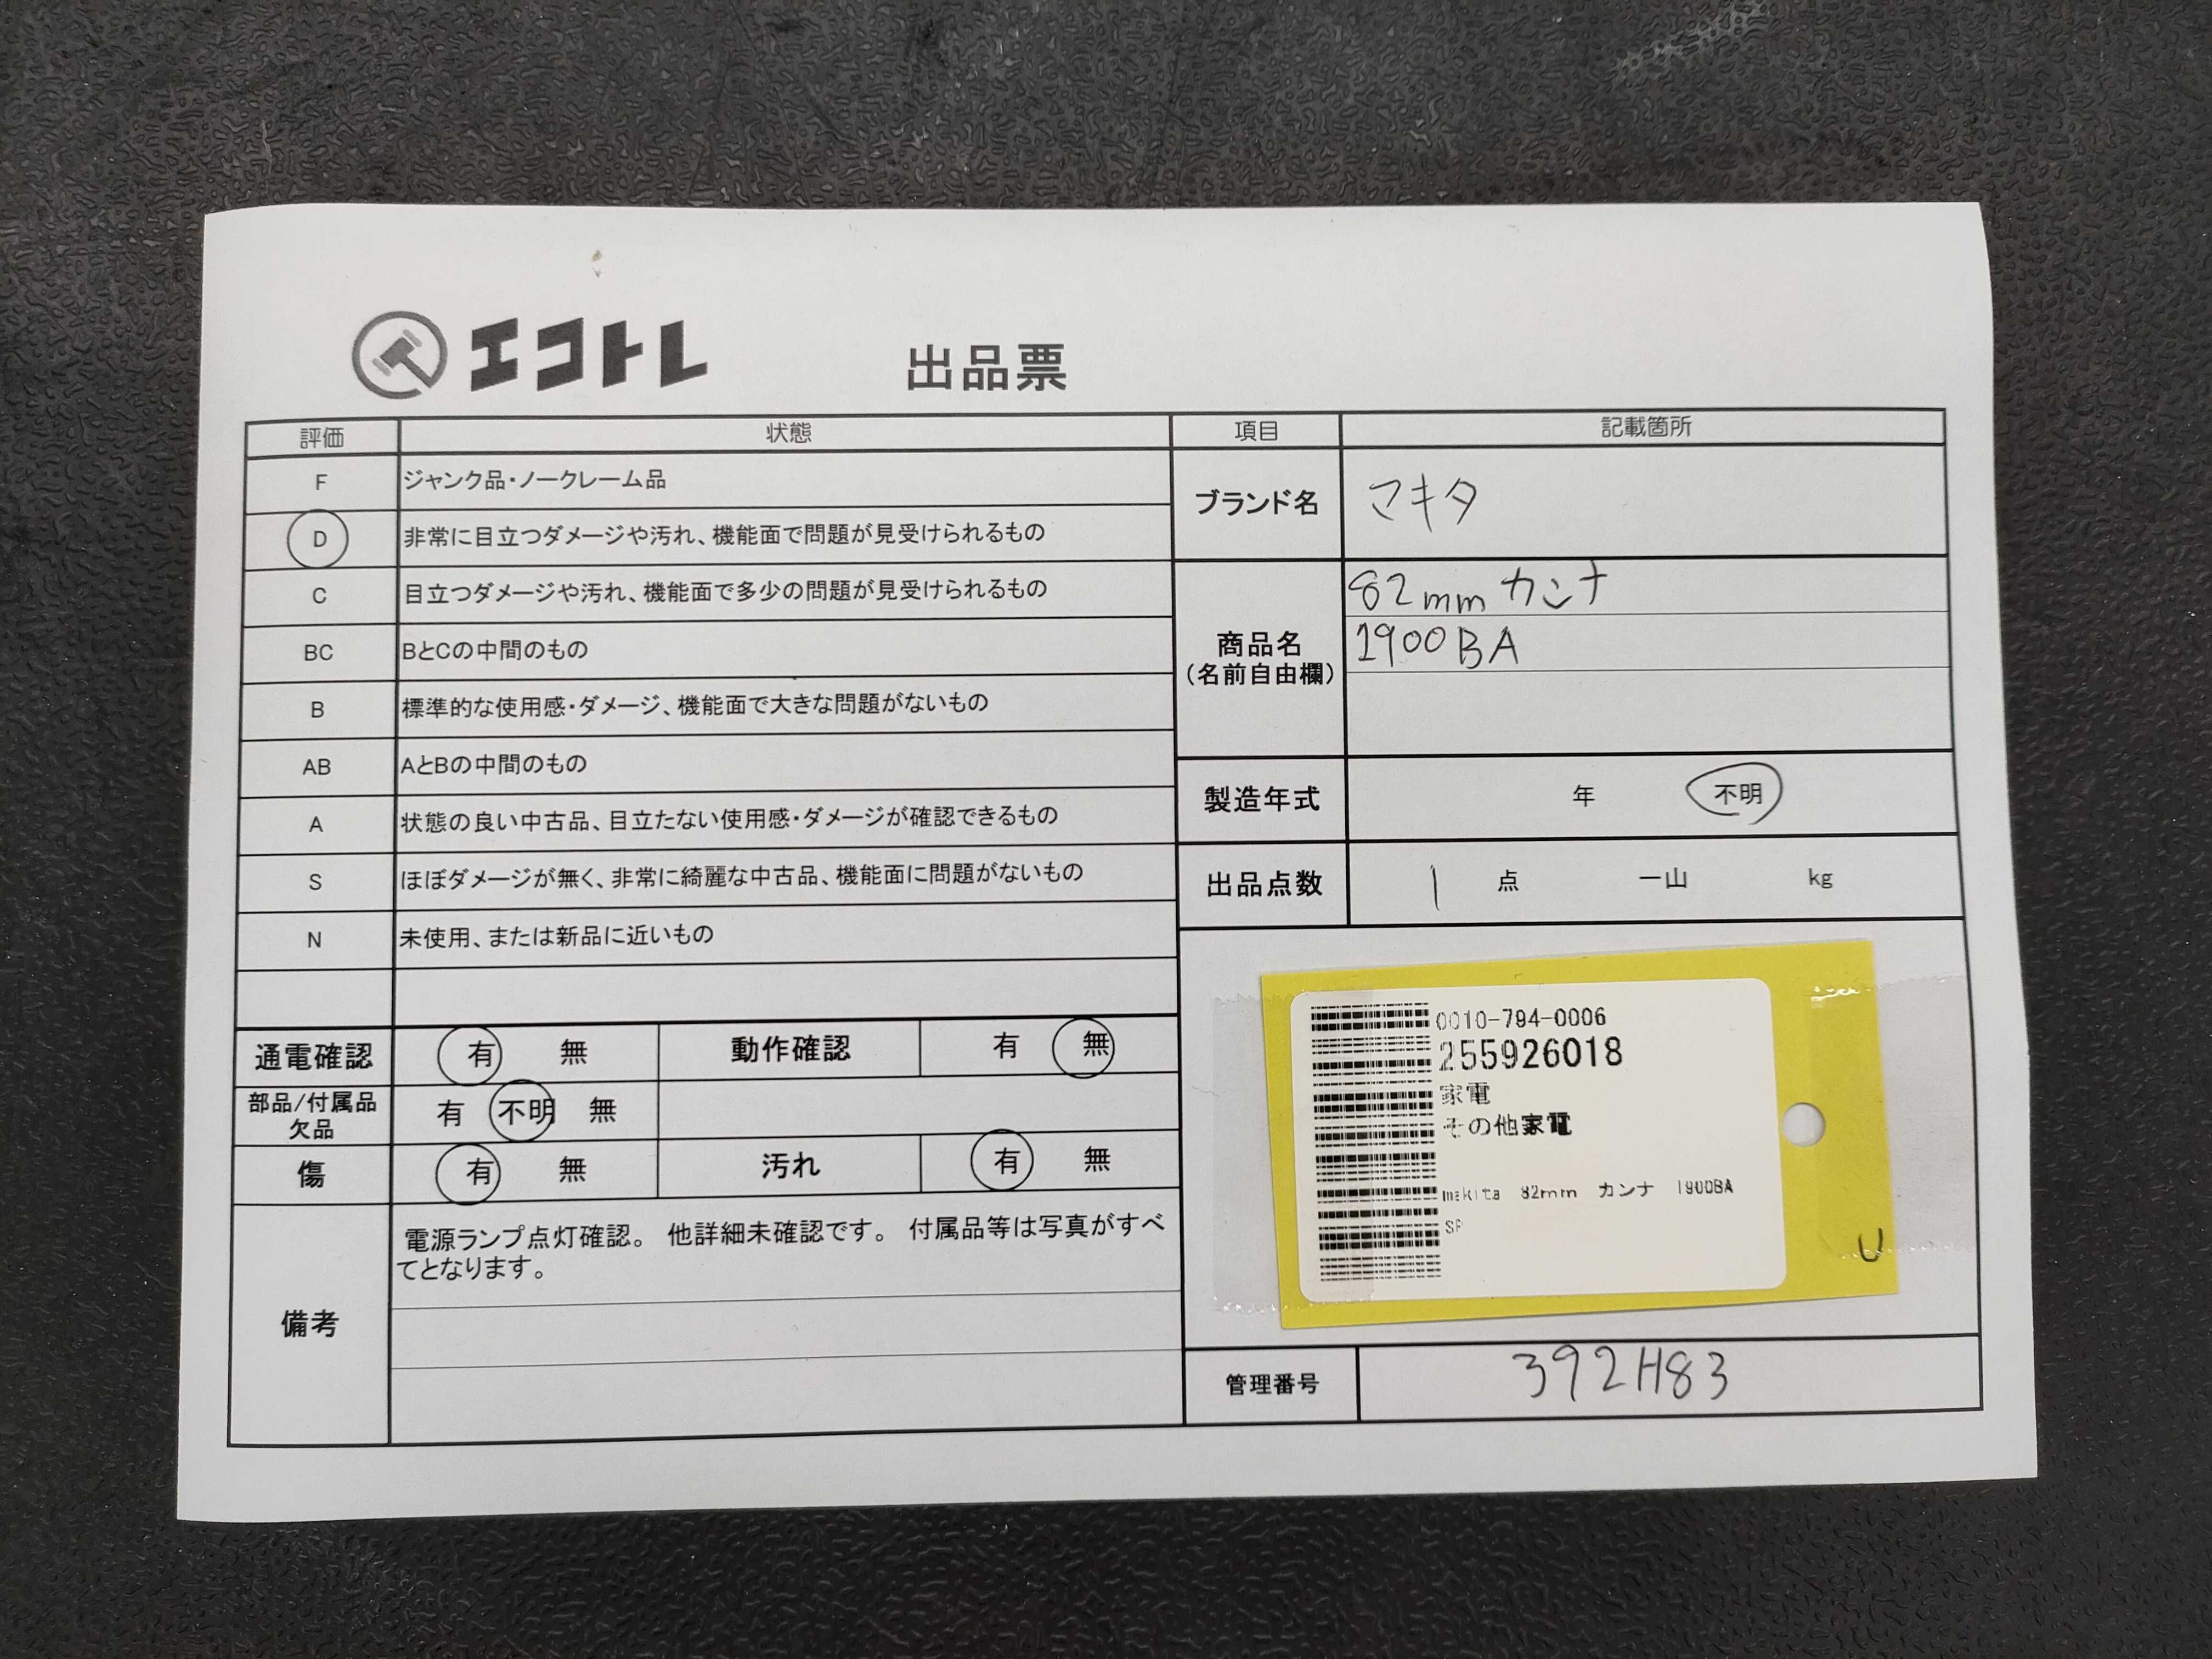 エコトレ 出品票
評価 状態 項目 記載箇所
F ジャンク品・ノークレーム品
D 非常に目立つダメージや汚れ、機能面で問題が見受けられるもの
C 目立つダメージや汚れ、機能面で多少の問題が見受けられるもの
BC BとCの中間のもの
B 標準的な使用感・ダメージ、機能面で大きな問題がないもの
AB AとBの中間のもの
A 状態の良い中古品、目立たない使用感・ダメージが確認できるもの
S ほぼダメージが無く、非常に綺麗な中古品、機能面に問題がないもの
N 未使用、または新品に近いもの
通電確認 有 無 動作確認 有 無
部品/付属品 欠品 有 不明 無
傷 有 無 汚れ 有 無
備考 電源ランプ点灯確認。 他詳細未確認です。 付属品等は写真がすべ
てとなります。
ブランド名 マキタ
商品名 82mm カンナ
(名前自由欄) 1900BA
製造年式 年 不明
出品点数 1 点 一山 kg
0010-794-0006
255926018
家電
その他家電
makita 82mm カンナ 1900BA
SP
U
管理番号 392H83